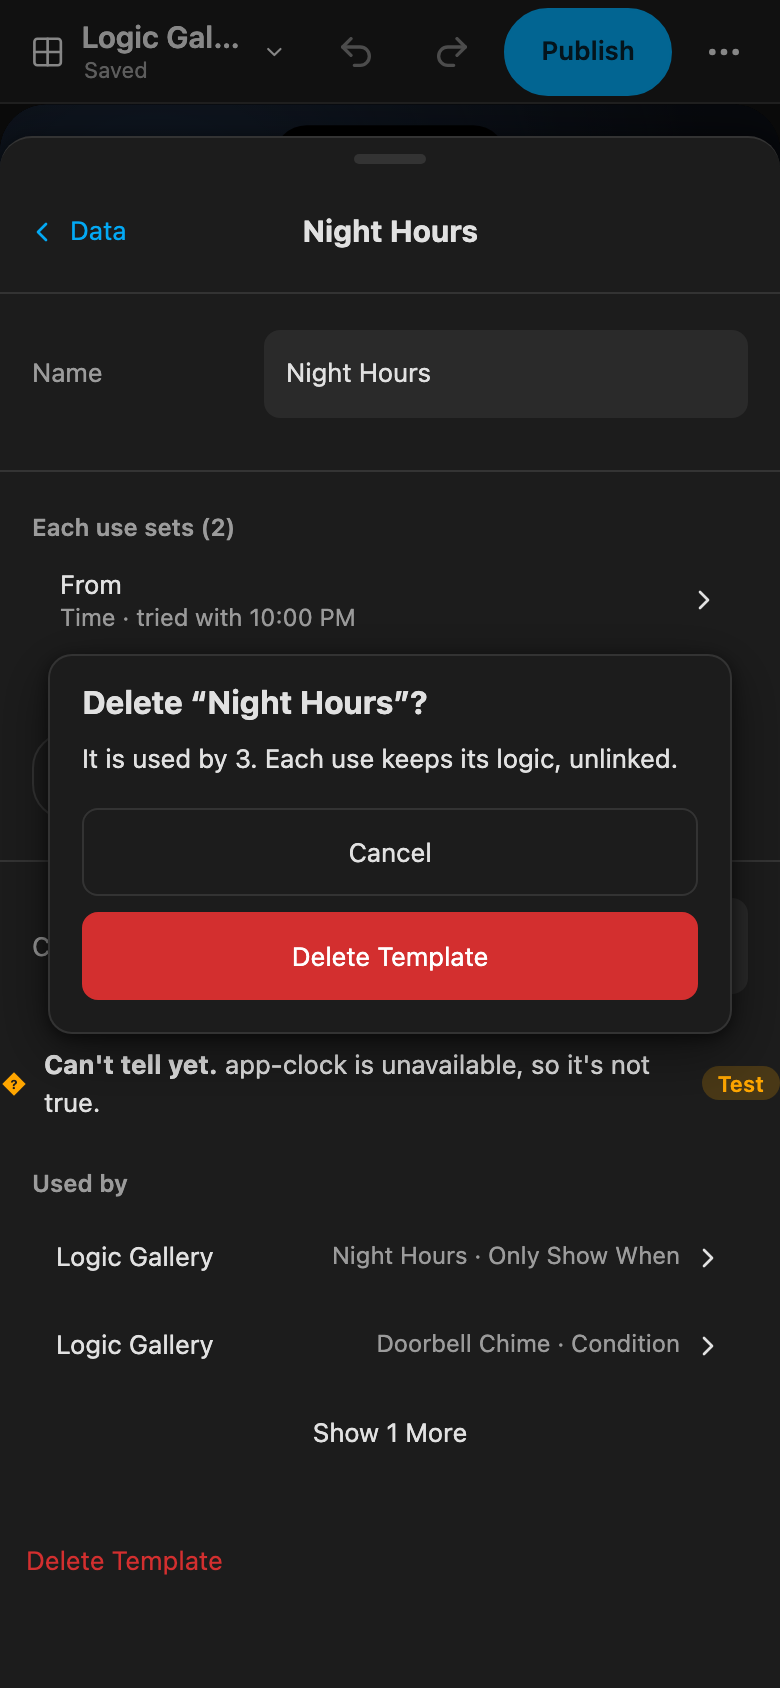 Logic Gal...
Saved
Publish
Data
Night Hours
Name
Night Hours
Each use sets (2)
From
Time · tried with 10:00 PM
Delete “Night Hours”?
It is used by 3. Each use keeps its logic, unlinked.
Cancel
Delete Template
C
Can't tell yet. app-clock is unavailable, so it's not
true.
Test
Used by
Logic Gallery
Night Hours · Only Show When
Logic Gallery
Doorbell Chime · Condition
Show 1 More
Delete Template